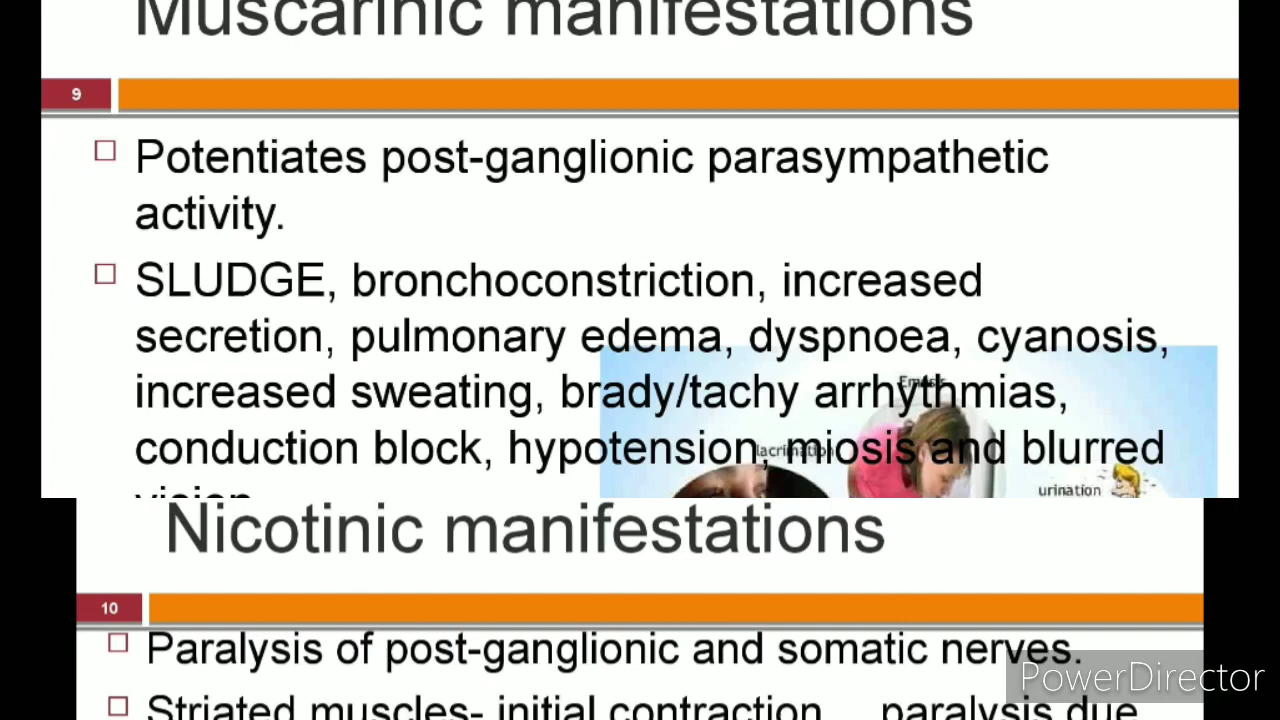 Muscarinic manifestations
9
Potentiates post-ganglionic parasympathetic
activity.
SLUDGE, bronchoconstriction, increased
secretion, pulmonary edema, dyspnoea, cyanosis,
increased sweating, brady/tachy arrhythmias,
Emesis
conduction block, hypotension, miosis and blurred
lacrimation
vision
urination
Nicotinic manifestations
10
Paralysis of post-ganglionic and somatic nerves.
PowerDirector
Striated muscles- initial contraction paralysis due